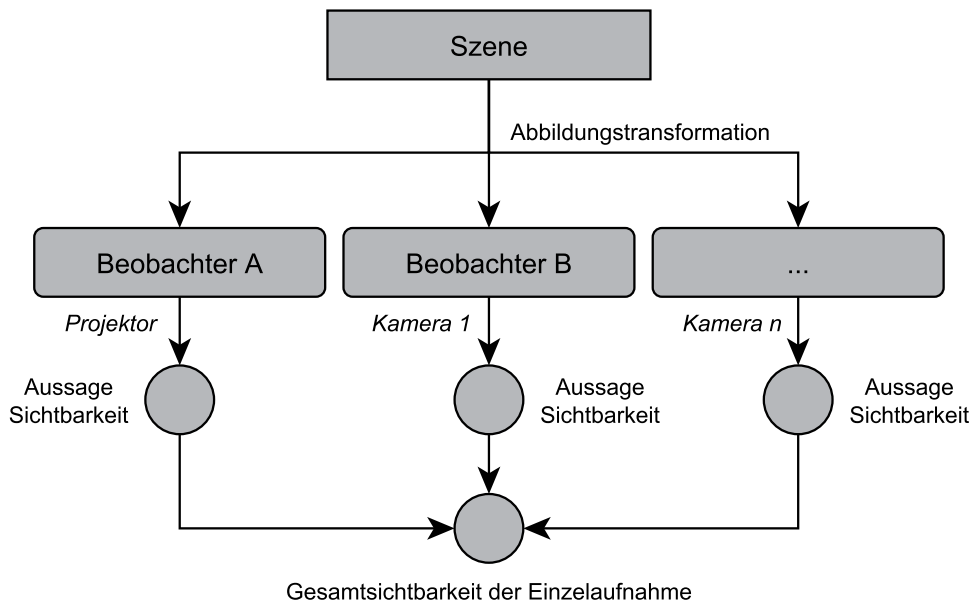 Szene
Abbildungstransformation
Beobachter A
Beobachter B
...
Projektor
Kamera 1
Kamera n
Aussage
Sichtbarkeit
Aussage
Sichtbarkeit
Aussage
Sichtbarkeit
Gesamtsichtbarkeit der Einzelaufnahme